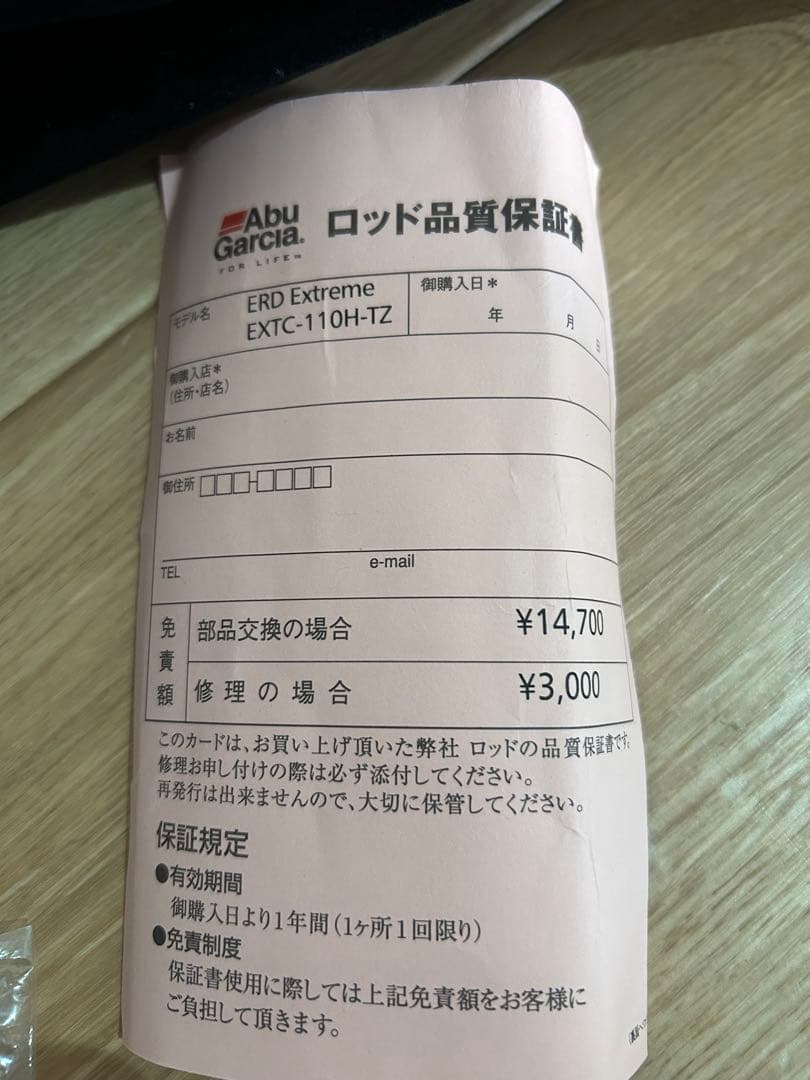 Abu
Garcia®
FOR LIFE™
ロッド品質保証書
モデル名
ERD Extreme
EXTC-110H-TZ
御購入日*
年 月 日
御購入店*
(住所・店名)
お名前
御住所
TEL
e-mail
免責額
部品交換の場合 ¥14,700
修理の場合 ¥3,000
このカードは、お買い上げ頂いた弊社 ロッドの品質保証書です。
修理お申し付けの際は必ず添付してください。
再発行は出来ませんので、大切に保管してください。
保証規定
●有効期間
御購入日より1年間(1ヶ所1回限り)
●免責制度
保証書使用に際しては上記免責額をお客様に
ご負担して頂きます。